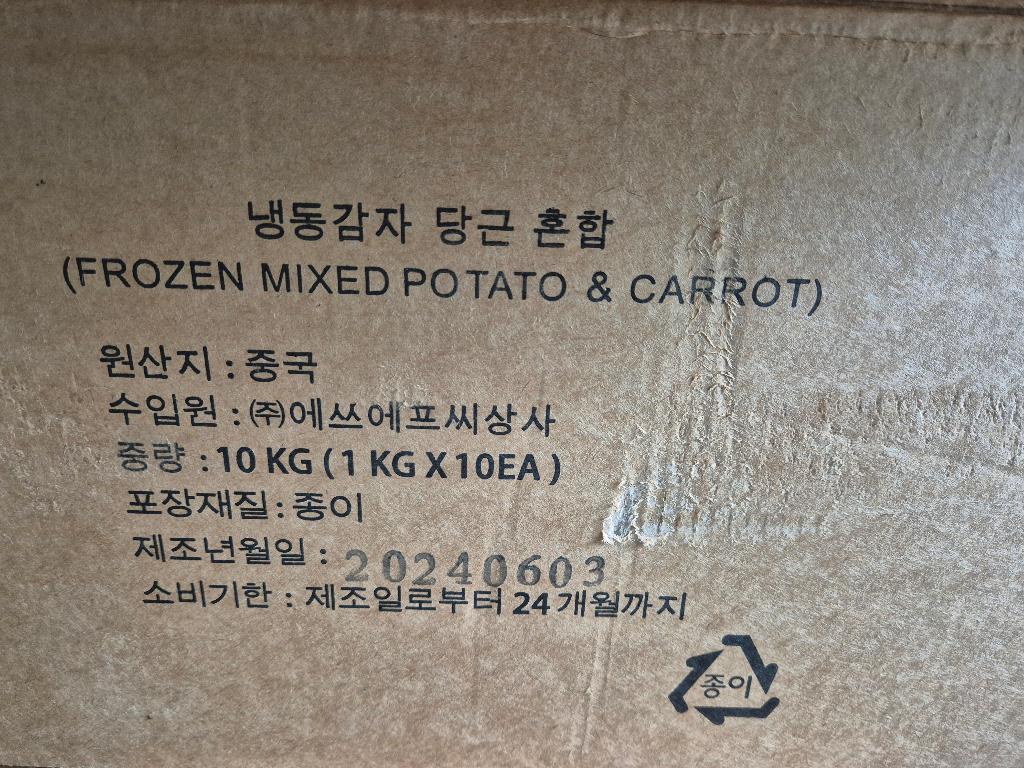 냉동감자 당근 혼합
(FROZEN MIXED POTATO & CARROT)
원산지 : 중국
수입원 : ㈜에쓰에프씨상사
중량 : 10 KG ( 1 KG X 10EA )
포장재질 : 종이
제조년월일 : 20240603
소비기한 : 제조일로부터 24개월까지
종이